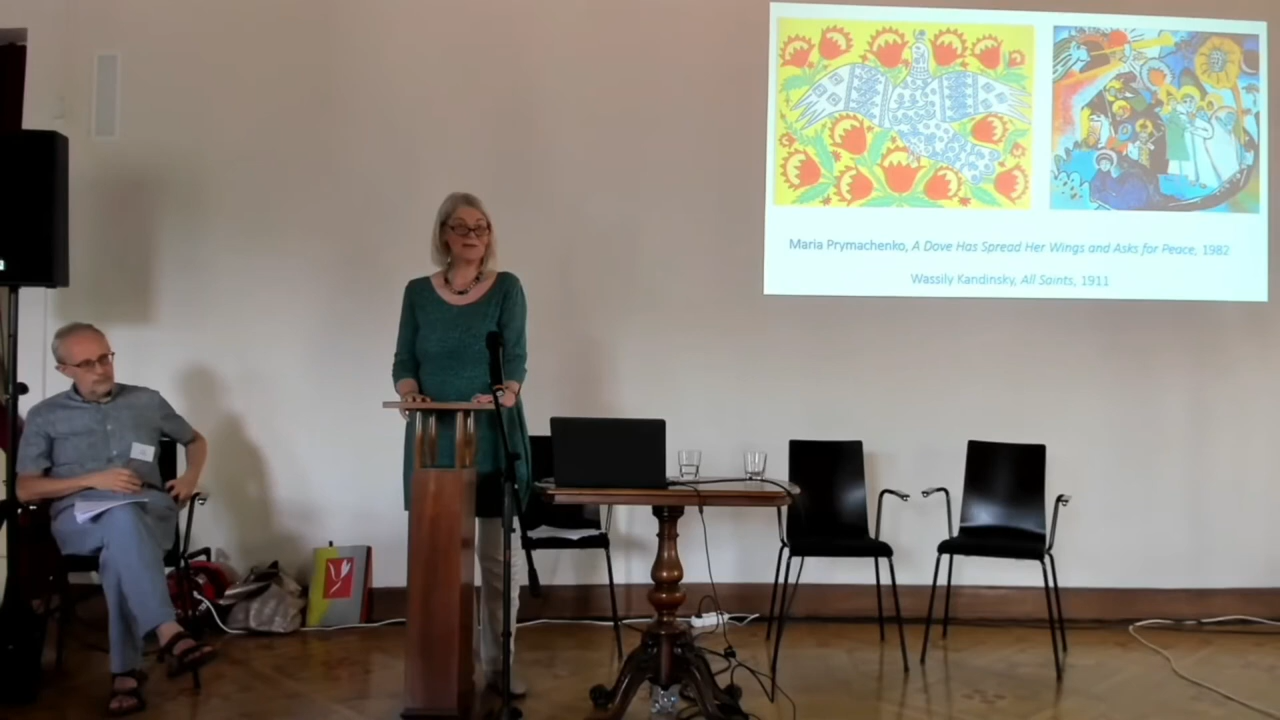 Maria Prymachenko, A Dove Has Spread Her Wings and Asks for Peace, 1982
Wassily Kandinsky, All Saints, 1911